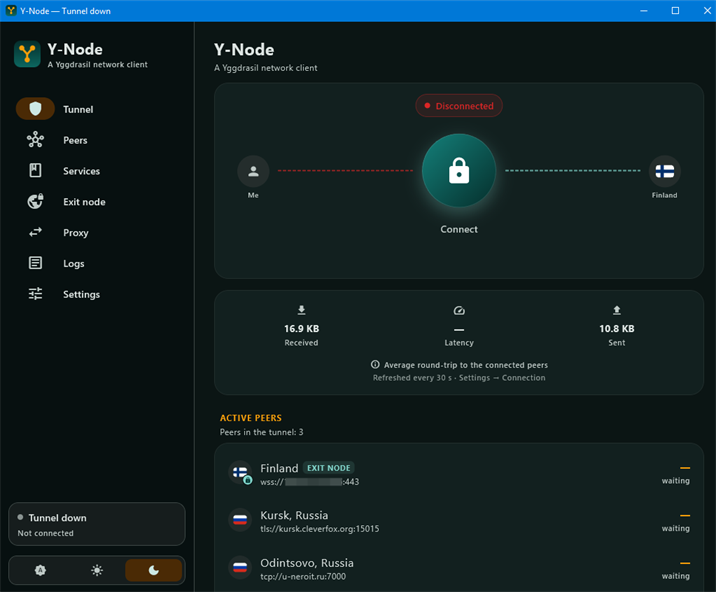 Y-Node — Tunnel down
Y-Node
A Yggdrasil network client
Tunnel
Peers
Services
Exit node
Proxy
Logs
Settings
Tunnel down
Not connected
Y-Node
A Yggdrasil network client
Disconnected
Me
Finland
Connect
16.9 KB
Received
—
Latency
10.8 KB
Sent
Average round-trip to the connected peers
Refreshed every 30 s · Settings → Connection
ACTIVE PEERS
Peers in the tunnel: 3
Finland EXIT NODE
wss:// :443
—
waiting
Kursk, Russia
tls://kursk.cleverfox.org:15015
—
waiting
Odintsovo, Russia
tcp://u-neroit.ru:7000
—
waiting